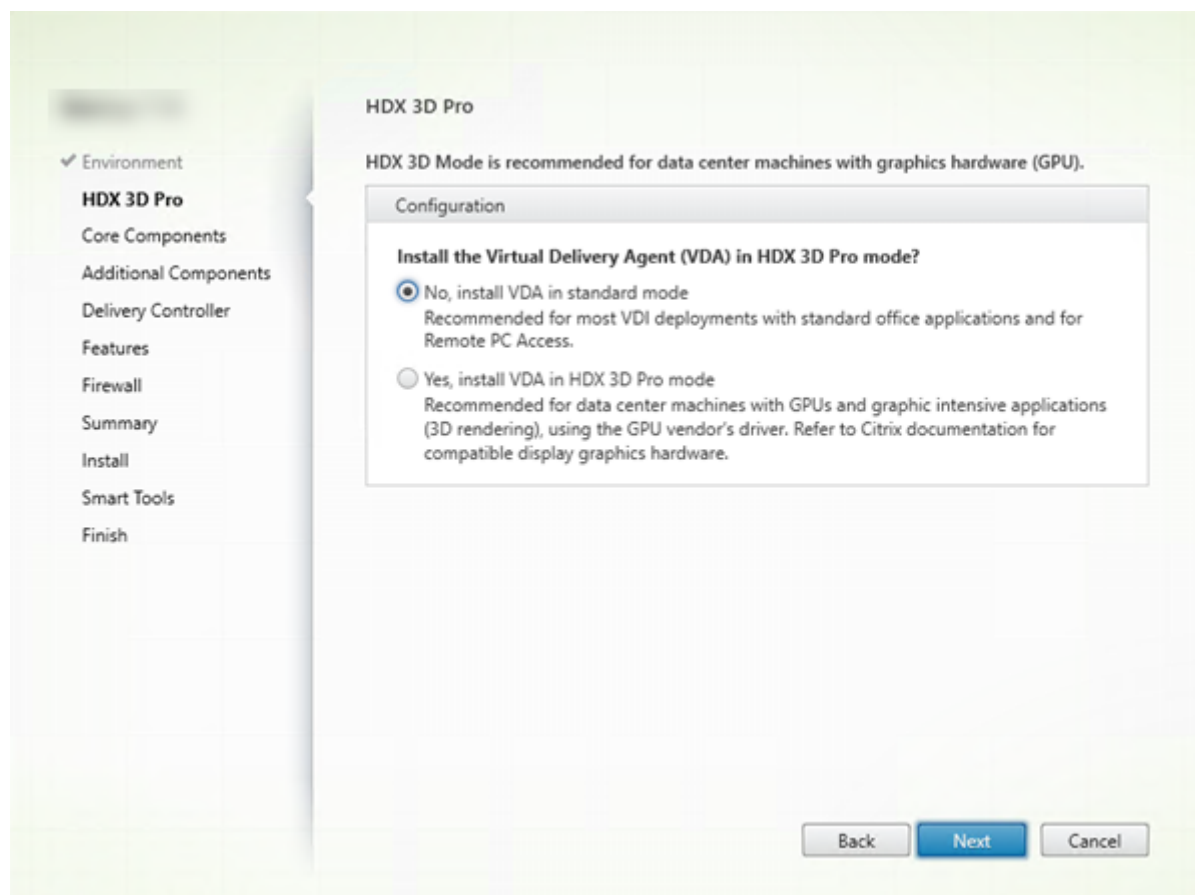 HDX 3D Pro
✔ Environment
HDX 3D Pro
Core Components
Additional Components
Delivery Controller
Features
Firewall
Summary
Install
Smart Tools
Finish
HDX 3D Mode is recommended for data center machines with graphics hardware (GPU).
Configuration
Install the Virtual Delivery Agent (VDA) in HDX 3D Pro mode?
No, install VDA in standard mode
Recommended for most VDI deployments with standard office applications and for
Remote PC Access.
Yes, install VDA in HDX 3D Pro mode
Recommended for data center machines with GPUs and graphic intensive applications
(3D rendering), using the GPU vendor's driver. Refer to Citrix documentation for
compatible display graphics hardware.
Back
Next
Cancel